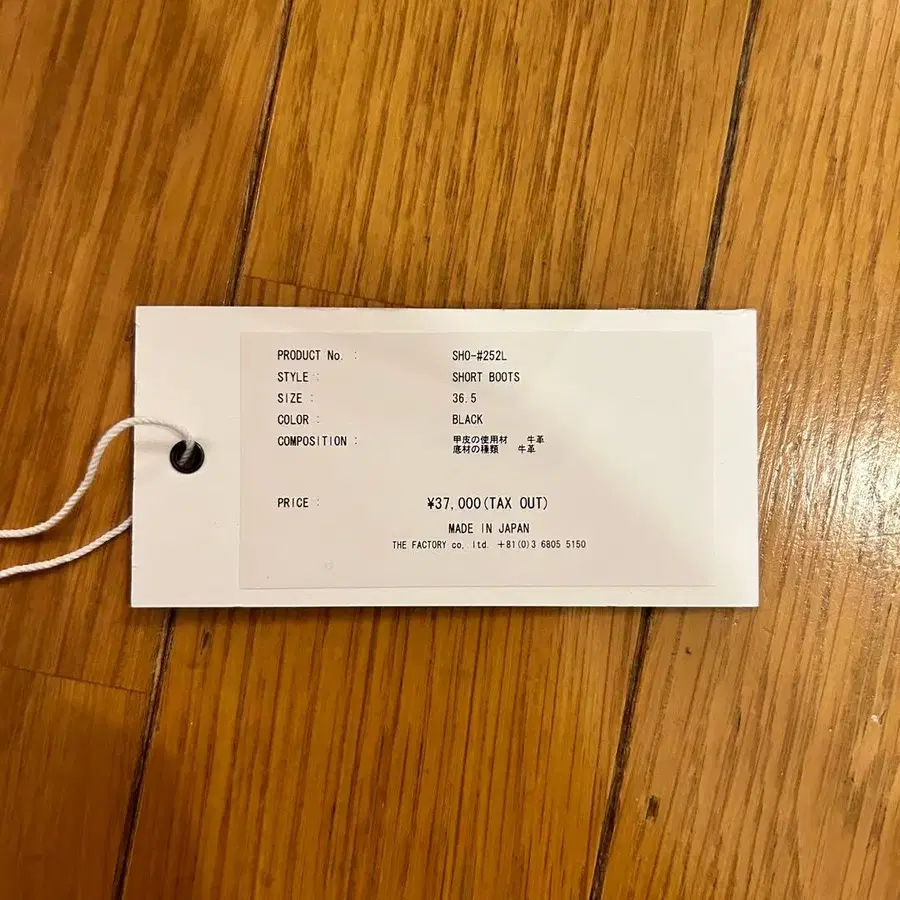 PRODUCT No. : SHO-#252L
STYLE : SHORT BOOTS
SIZE : 36.5
COLOR : BLACK
COMPOSITION : 甲皮の使用材 牛革
底材の種類 牛革
PRICE : ¥37,000(TAX OUT)
MADE IN JAPAN
THE FACTORY co. ltd. +81(0)3 6805 5150